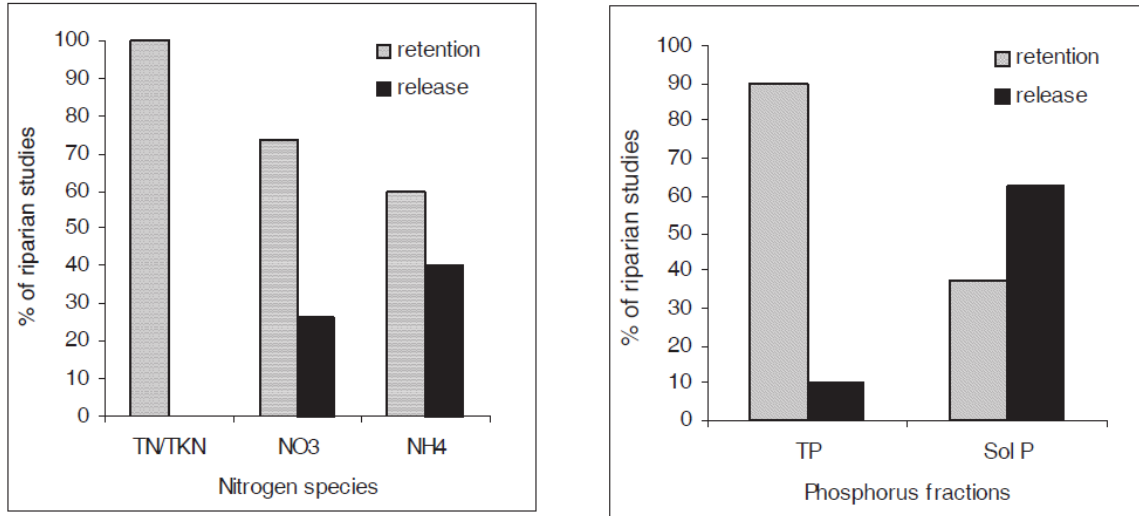 100
90
80
70
60
50
40
30
20
10
0
% of riparian studies
retention
release
TN/TKN NO3 NH4
Nitrogen species
100
90
80
70
60
50
40
30
20
10
0
% of riparian studies
retention
release
TP Sol P
Phosphorus fractions